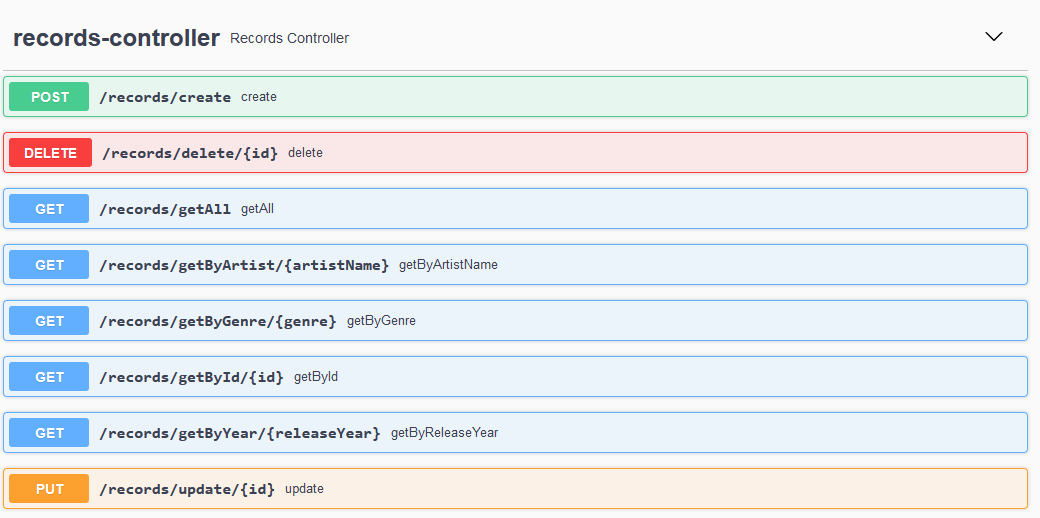 records-controller Records Controller
POST /records/create create
DELETE /records/delete/{id} delete
GET /records/getAll getAll
GET /records/getByArtist/{artistName} getByArtistName
GET /records/getByGenre/{genre} getByGenre
GET /records/getById/{id} getById
GET /records/getByYear/{releaseYear} getByReleaseYear
PUT /records/update/{id} update